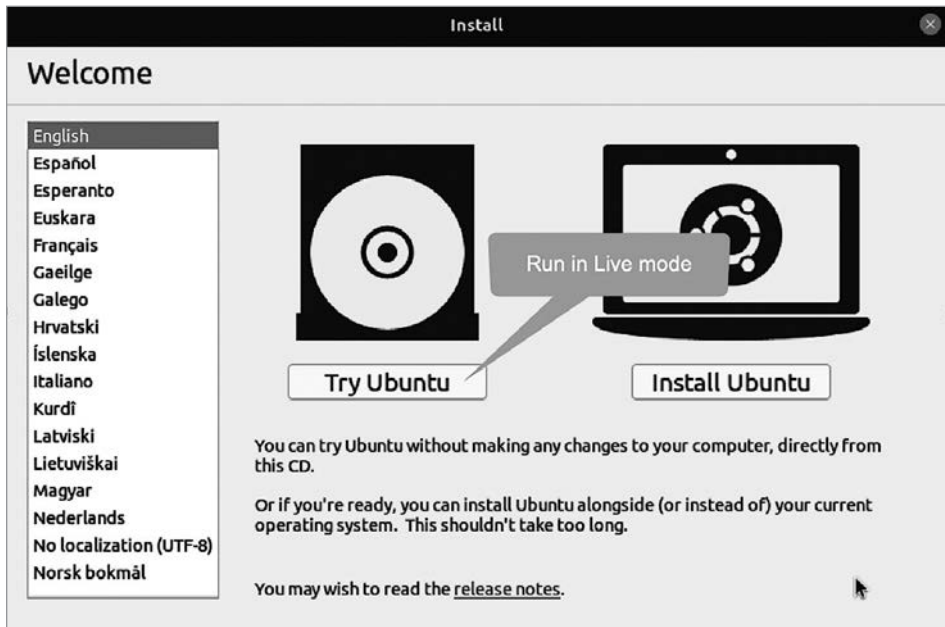 Install
Welcome
English
Español
Esperanto
Euskara
Français
Gaeilge
Galego
Hrvatski
Íslenska
Italiano
Kurdî
Latviski
Lietuviškai
Magyar
Nederlands
No localization (UTF-8)
Norsk bokmål
Run in Live mode
Try Ubuntu
Install Ubuntu
You can try Ubuntu without making any changes to your computer, directly from
this CD.
Or if you're ready, you can install Ubuntu alongside (or instead of) your current
operating system. This shouldn't take too long.
You may wish to read the release notes.